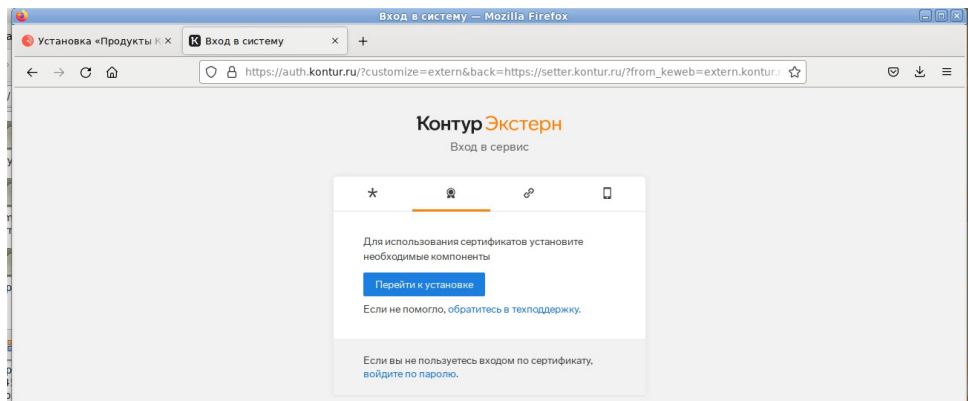 Вход в систему — Mozilla Firefox
Установка «Продукты К
Вход в систему
https://auth.kontur.ru/?customize=extern&back=https://setter.kontur.ru/?from_keweb=extern.kontur.r
Контур Экстерн
Вход в сервис
Для использования сертификатов установите
необходимые компоненты
Перейти к установке
Если не помогло, обратитесь в техподдержку.
Если вы не пользуетесь входом по сертификату,
войдите по паролю.